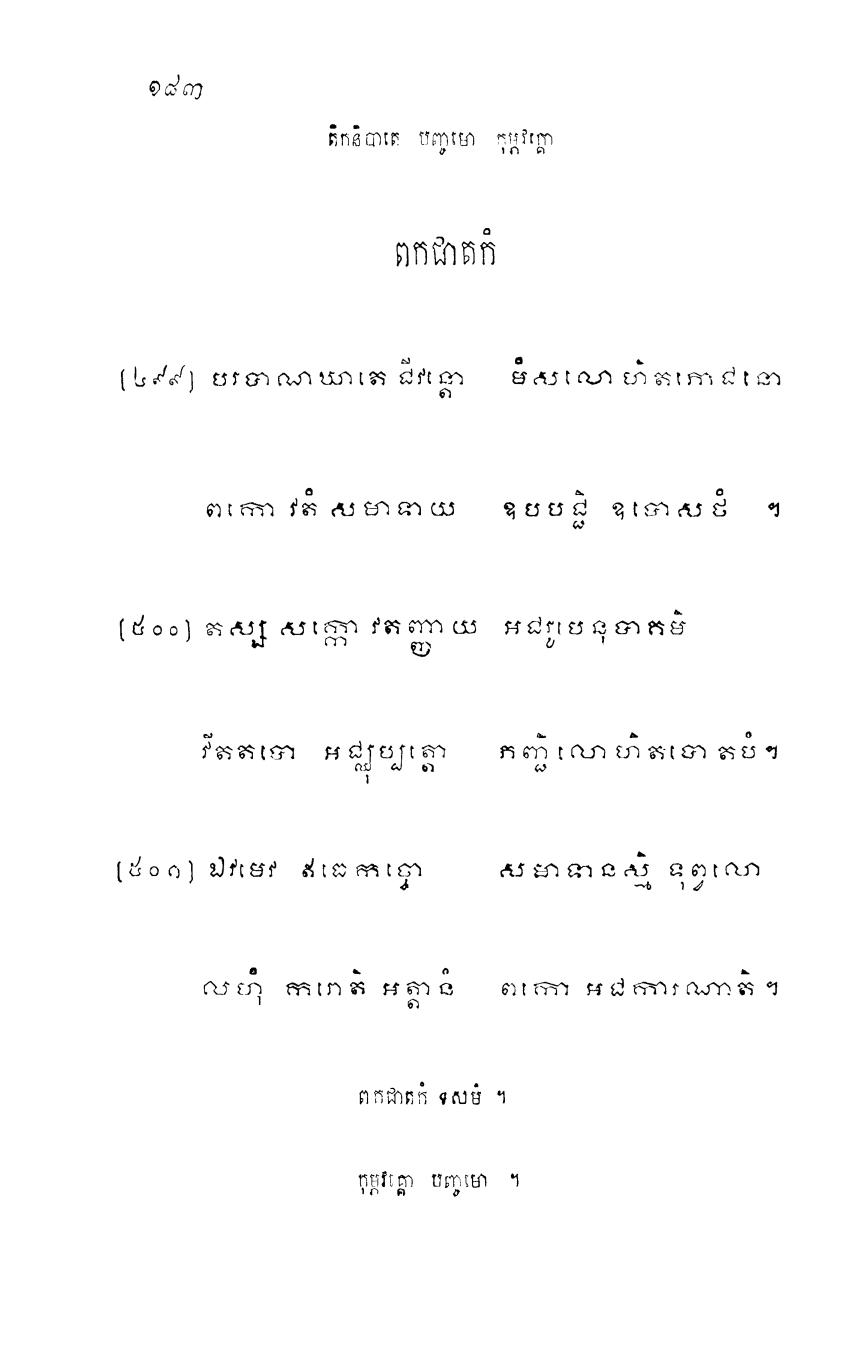 ១៨៣
តិកនិបាតេ បញ្ចមោ កុម្ភវគ្គោ
ពកជាតកំ
(៤៩៩) បរបាណឃាតេ ជីវន្តោ មំសលោហិតភោជនោ
ពកោ វតំ សមាទាយ ឧបបជ្ជិ ឧបោសថំ ។
(៥០០) តស្ស សក្កោ វតញ្ញាយ អជរូបេនុបាគមិ
វីតតបោ អជ្ឈុប្បត្តោ ភញ្ជិ លោហិតបោ តបំ។
(៥០១) ឯវមេវ ឥធេកច្ចោ សមាទានស្មិំ ទុព្វលោ
លហុំ ករោតិ អត្តានំ ពកោ អជការណាតិ។
ពកជាតកំ ទសមំ ។
កុម្ភវគ្គោ បញ្ចមោ ។